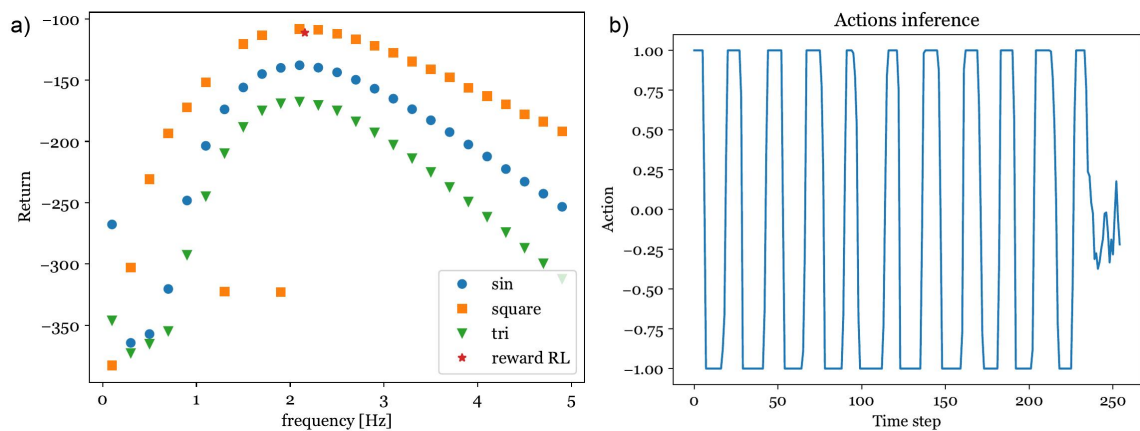 a)
−100
−150
−200
−250
−300
−350
Return
0
1
2
3
4
5
frequency [Hz]
sin
square
tri
reward RL
b)
Actions inference
1.00
0.75
0.50
0.25
0.00
−0.25
−0.50
−0.75
−1.00
Action
0
50
100
150
200
250
Time step